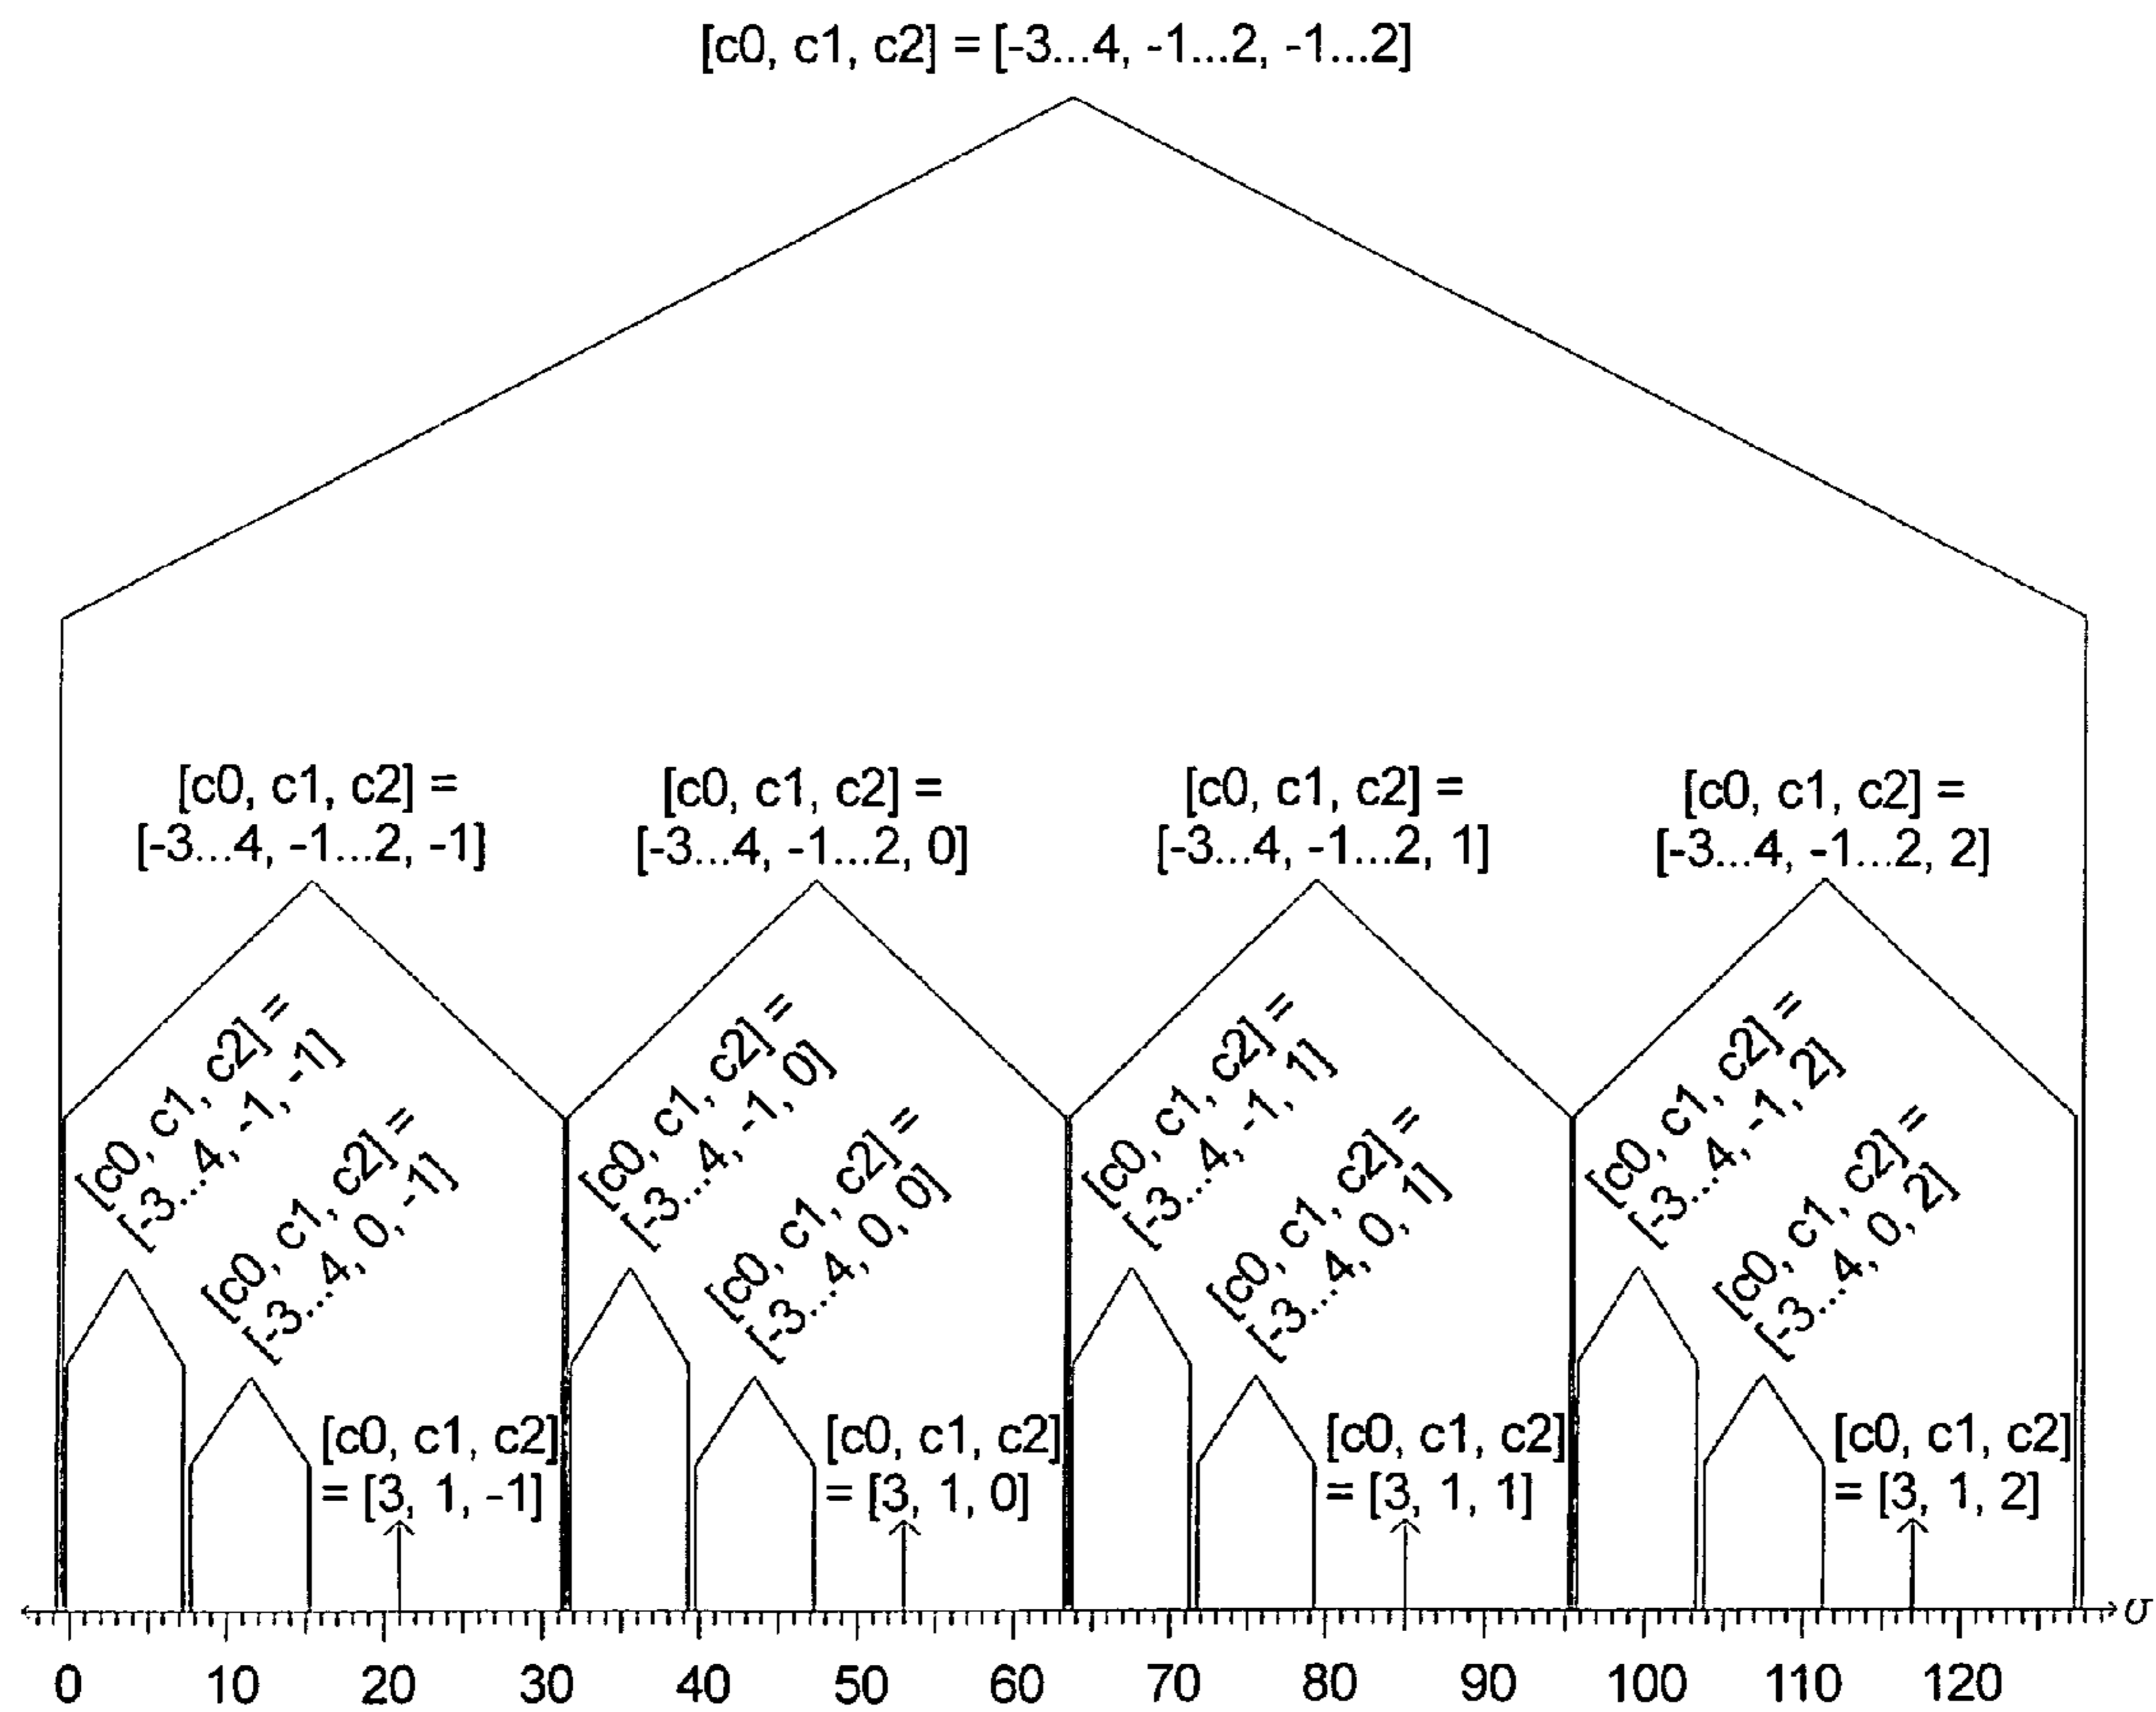 [c0, c1, c2] = [-3...4, -1...2, -1...2]
[c0, c1, c2] =
[-3...4, -1...2, -1]
[c0, c1, c2] =
[-3...4, -1...2, 0]
[c0, c1, c2] =
[-3...4, -1...2, 1]
[c0, c1, c2] =
[-3...4, -1...2, 2]
[c0, c1, c2] =
[-3...4, -1, -1]
[c0, c1, c2] =
[-3...4, 0, -1]
[c0, c1, c2]
= [3, 1, -1]
[c0, c1, c2] =
[-3...4, -1, 0]
[c0, c1, c2] =
[-3...4, 0, 0]
[c0, c1, c2]
= [3, 1, 0]
[c0, c1, c2] =
[-3...4, -1, 1]
[c0, c1, c2] =
[-3...4, 0, 1]
[c0, c1, c2]
= [3, 1, 1]
[c0, c1, c2] =
[-3...4, -1, 2]
[c0, c1, c2] =
[-3...4, 0, 2]
[c0, c1, c2]
= [3, 1, 2]
σ
0 10 20 30 40 50 60 70 80 90 100 110 120